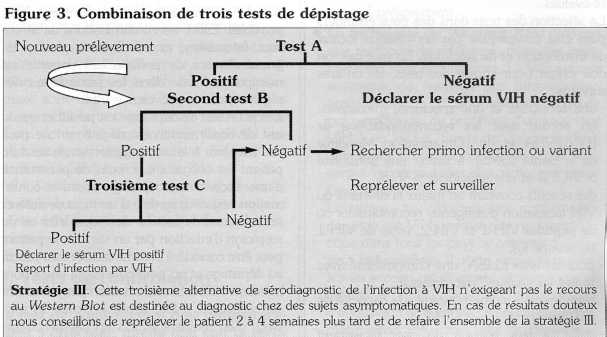 Figure 3. Combinaison de trois tests de dépistage
Nouveau prélèvement
Test A
Positif
Second test B
Négatif
Déclarer le sérum VIH négatif
Positif
Négatif
Rechercher primo infection ou variant
Troisième test C
Reprélever et surveiller
Négatif
Positif
Déclarer le sérum VIH positif
Report d'infection par VIH
Stratégie III. Cette troisième alternative de sérodiagnostic de l'infection à VIH n'exigeant pas le recours
au Western Blot est destinée au diagnostic chez des sujets asymptomatiques. En cas de résultats douteux
nous conseillons de reprélever le patient 2 à 4 semaines plus tard et de refaire l'ensemble de la stratégie III.